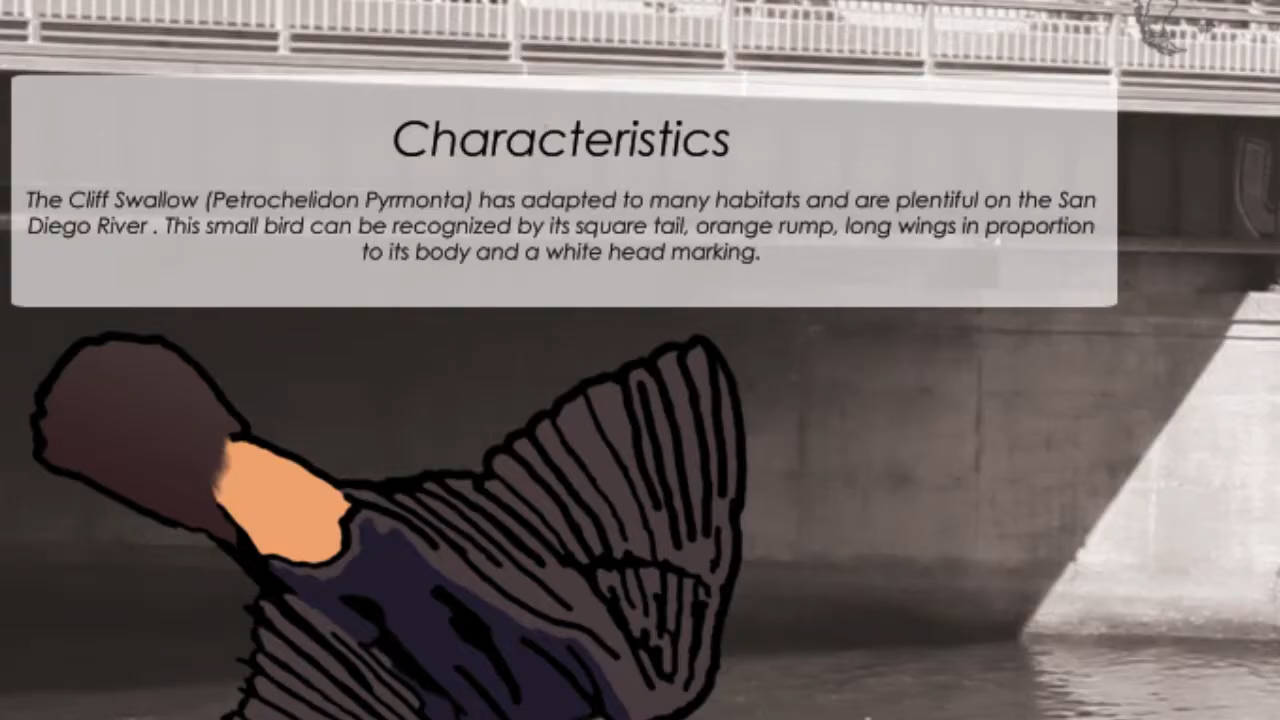 Characteristics
The Cliff Swallow (Petrochelidon Pyrrnonta) has adapted to many habitats and are plentiful on the San
Diego River . This small bird can be recognized by its square tail, orange rump, long wings in proportion
to its body and a white head marking.